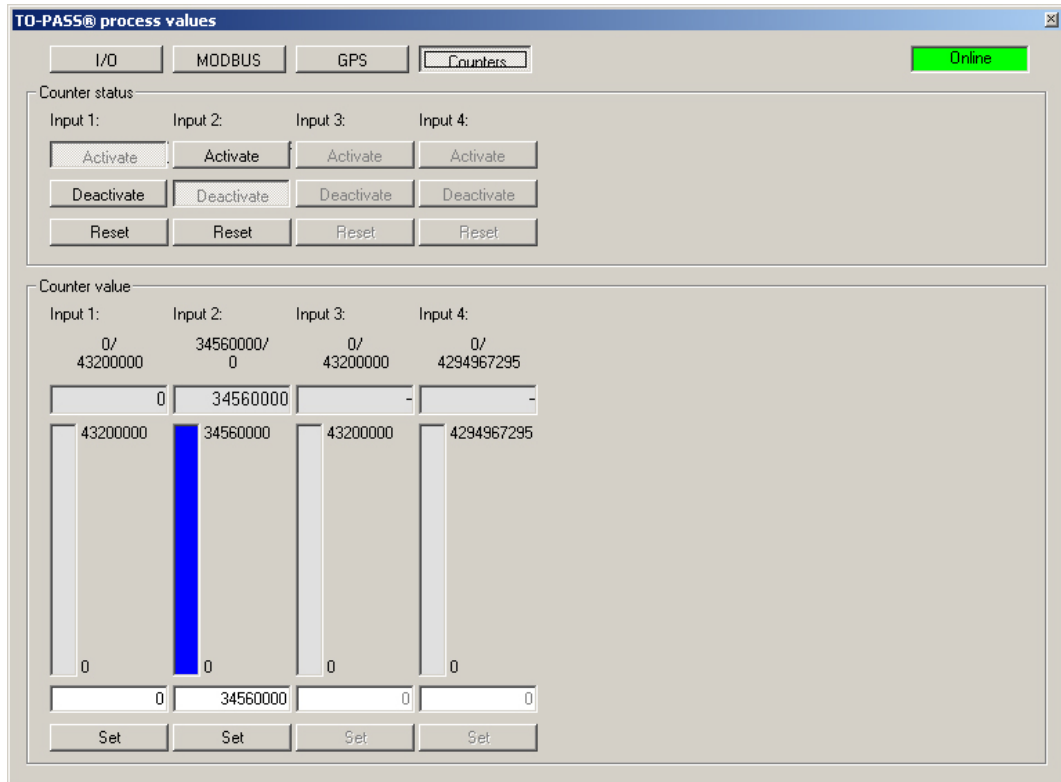 TO-PASS® process values
I/O MODBUS GPS Counters Online
Counter status
Input 1: Input 2: Input 3: Input 4:
Activate Activate Activate Activate
Deactivate Deactivate Deactivate Deactivate
Reset Reset Reset Reset
Counter value
Input 1: Input 2: Input 3: Input 4:
0/ 34560000/ 0/ 0/
43200000 0 43200000 4294967295
0 34560000 - -
43200000 34560000 43200000 4294967295
0 0 0 0
0 34560000 0 0
Set Set Set Set